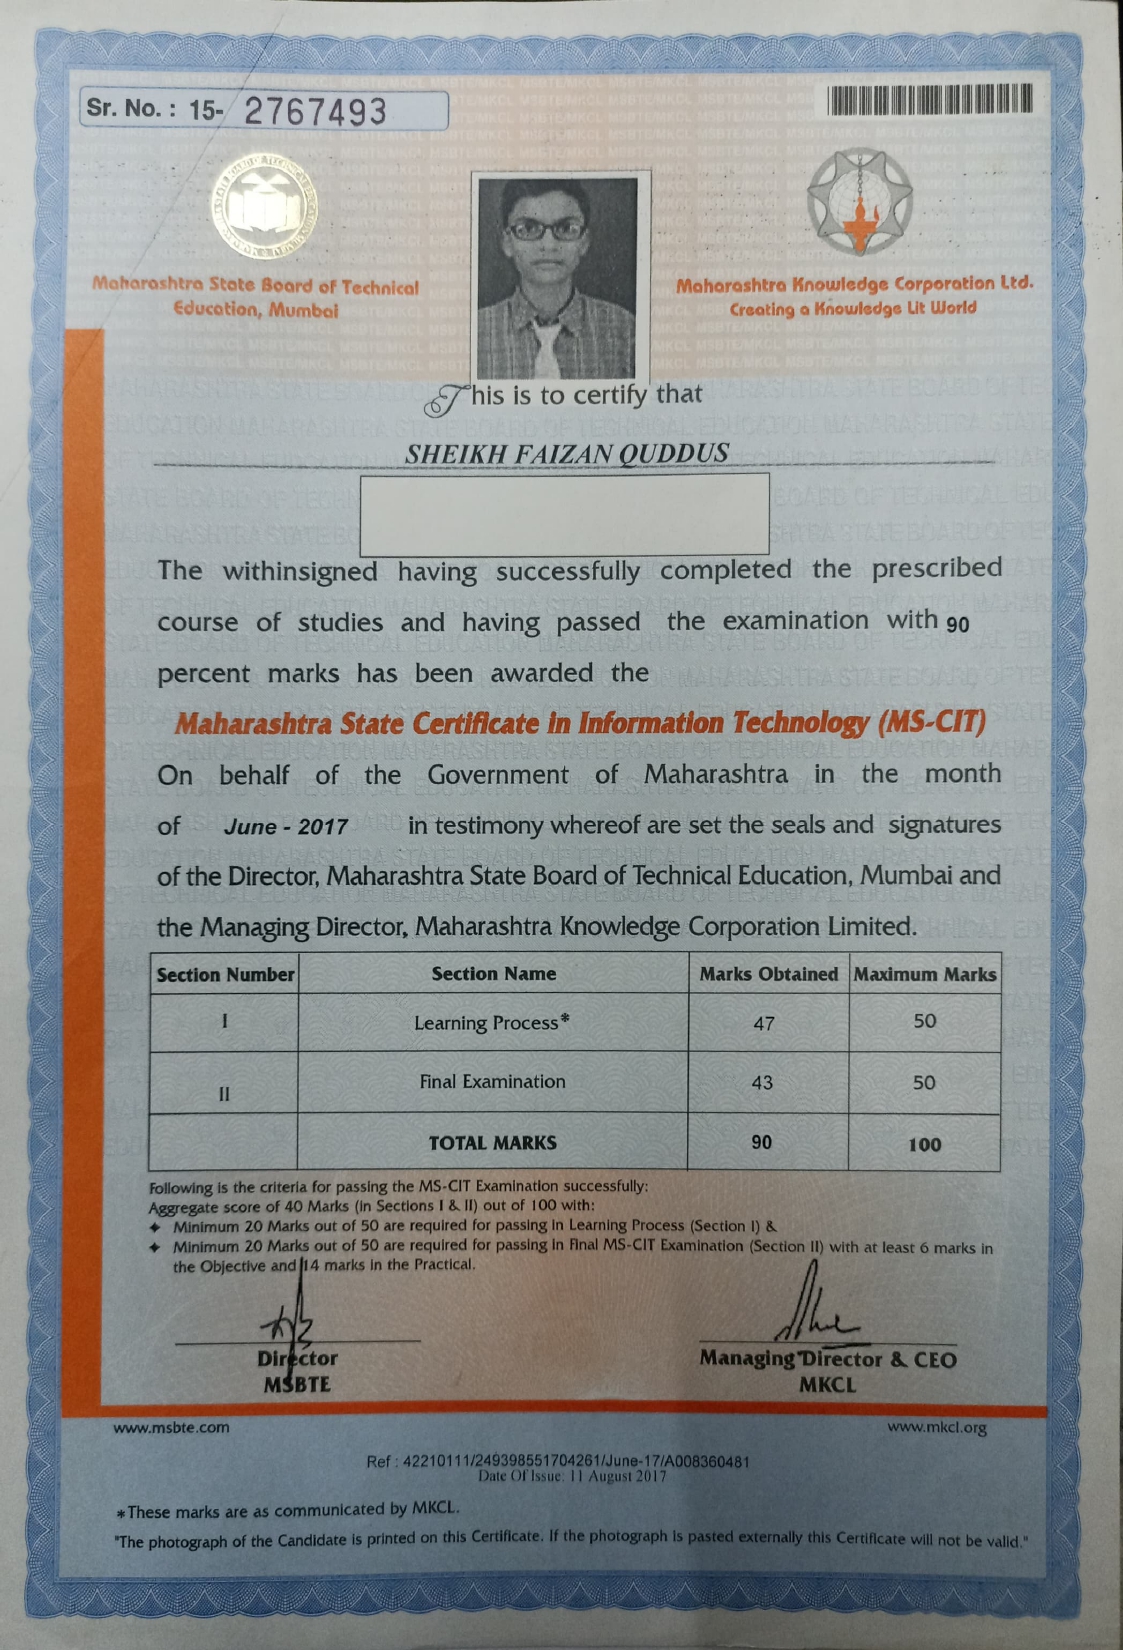 Sr. No. : 15- 2767493
Maharashtra State Board of Technical
Education, Mumbai
Maharashtra Knowledge Corporation Ltd.
Creating a Knowledge Lit World
This is to certify that
SHEIKH FAIZAN QUDDUS
The withinsigned having successfully completed the prescribed
course of studies and having passed the examination with 90
percent marks has been awarded the
Maharashtra State Certificate in Information Technology (MS-CIT)
On behalf of the Government of Maharashtra in the month
of June - 2017 in testimony whereof are set the seals and signatures
of the Director, Maharashtra State Board of Technical Education, Mumbai and
the Managing Director, Maharashtra Knowledge Corporation Limited.
Section Number Section Name Marks Obtained Maximum Marks
I Learning Process* 47 50
II Final Examination 43 50
TOTAL MARKS 90 100
Following is the criteria for passing the MS-CIT Examination successfully:
Aggregate score of 40 Marks (in Sections I & II) out of 100 with:
✦ Minimum 20 Marks out of 50 are required for passing in Learning Process (Section I) &
✦ Minimum 20 Marks out of 50 are required for passing in Final MS-CIT Examination (Section II) with at least 6 marks in
the Objective and 14 marks in the Practical.
Director
MSBTE
Managing Director & CEO
MKCL
www.msbte.com
www.mkcl.org
Ref : 42210111/249398551704261/June-17/A008360481
Date Of Issue: 11 August 2017
*These marks are as communicated by MKCL.
"The photograph of the Candidate is printed on this Certificate. If the photograph is pasted externally this Certificate will not be valid."